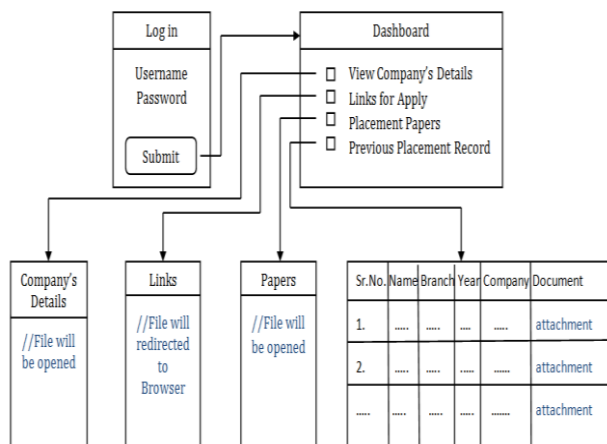 Log in
Username
Password
Submit
Dashboard
View Company's Details
Links for Apply
Placement Papers
Previous Placement Record
Company's
Details
//File will
be opened
Links
//File will
redirected
to
Browser
Papers
//File will
be opened
Sr.No. Name Branch Year Company Document
1. ..... ..... .... ..... attachment
2. .... ..... ..... ...... attachment
..... .... ..... .... ....... attachment